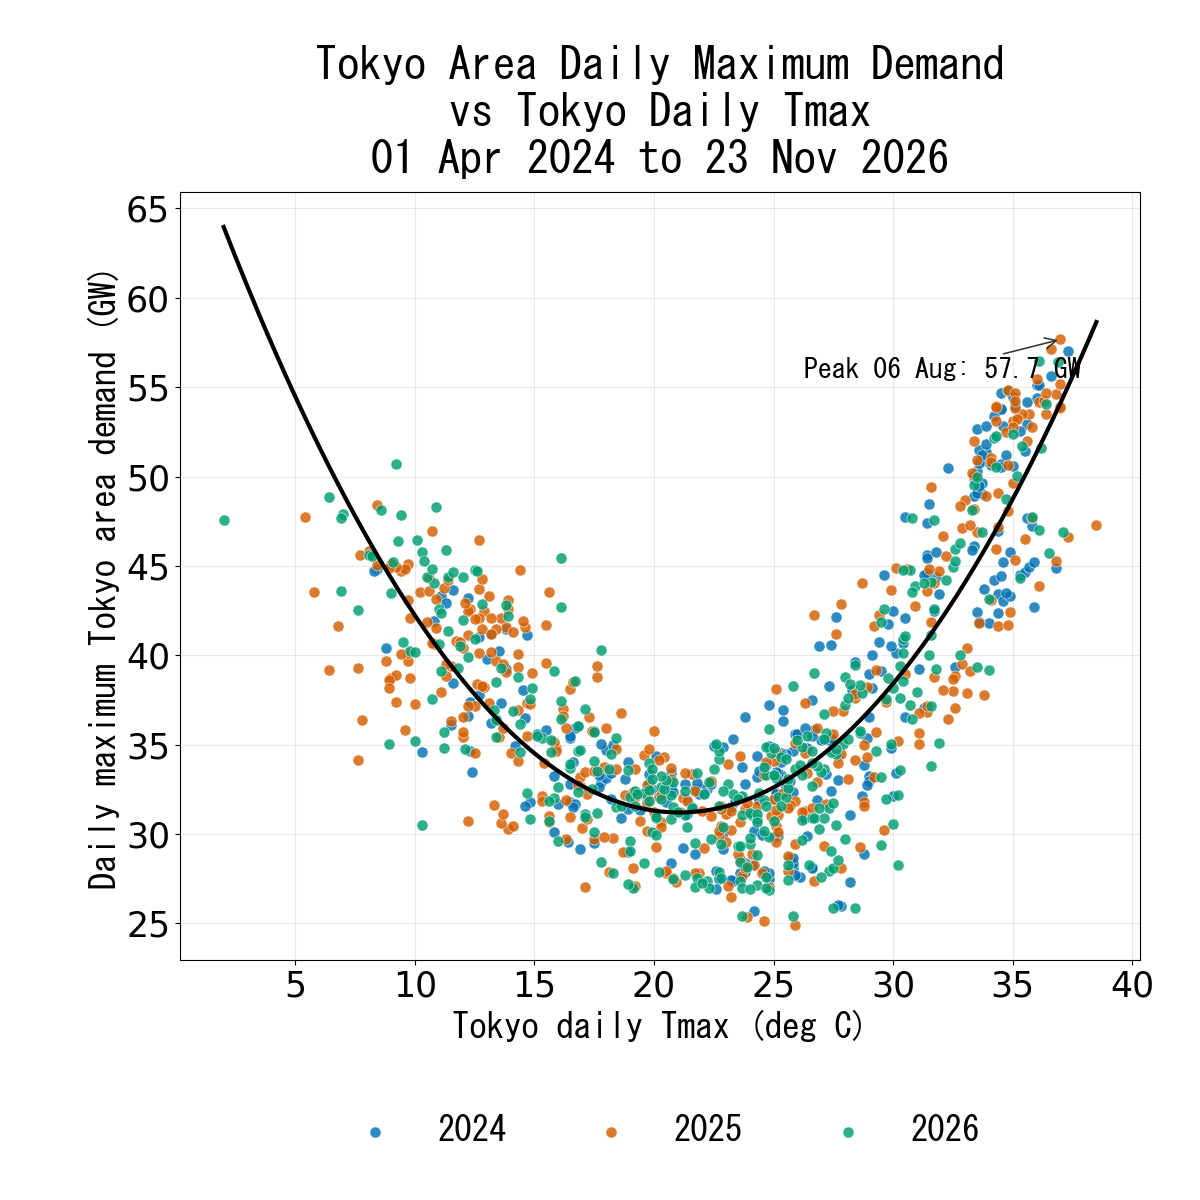 Tokyo Area Daily Maximum Demand
vs Tokyo Daily Tmax
01 Apr 2024 to 23 Nov 2026
Daily maximum Tokyo area demand (GW)
65
60
55
50
45
40
35
30
25
Peak 06 Aug: 57.7 GW
5 10 15 20 25 30 35 40
Tokyo daily Tmax (deg C)
2024 2025 2026